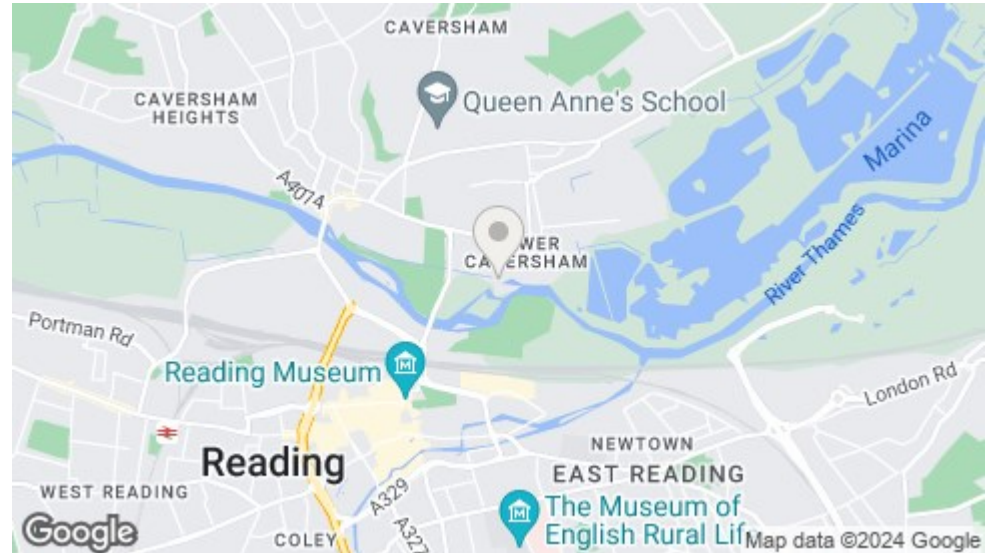 CAVERSHAM
CAVERSHAM
HEIGHTS
Queen Anne's School
A4074
Marina
WER
CAVERSHAM
River Thames
Portman Rd
Reading Museum
London Rd
Reading
NEWTOWN
EAST READING
WEST READING
A329
A327
COLEY
The Museum of
English Rural Lif
Google
Map data ©2024 Google